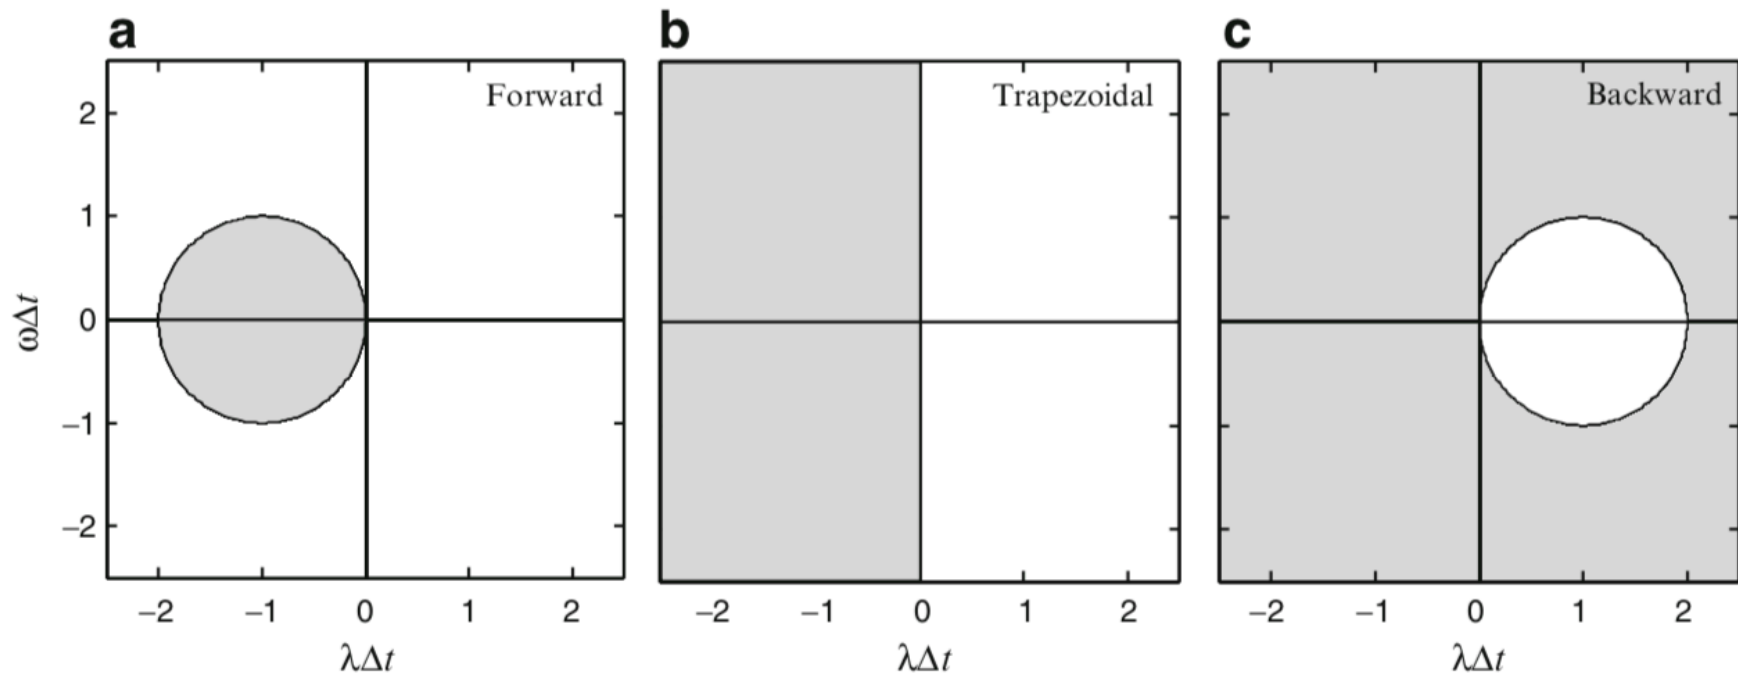 a
Forward
2
1
0
−1
−2
ωΔt
−2 −1 0 1 2
λΔt
b
Trapezoidal
−2 −1 0 1 2
λΔt
c
Backward
−2 −1 0 1 2
λΔt